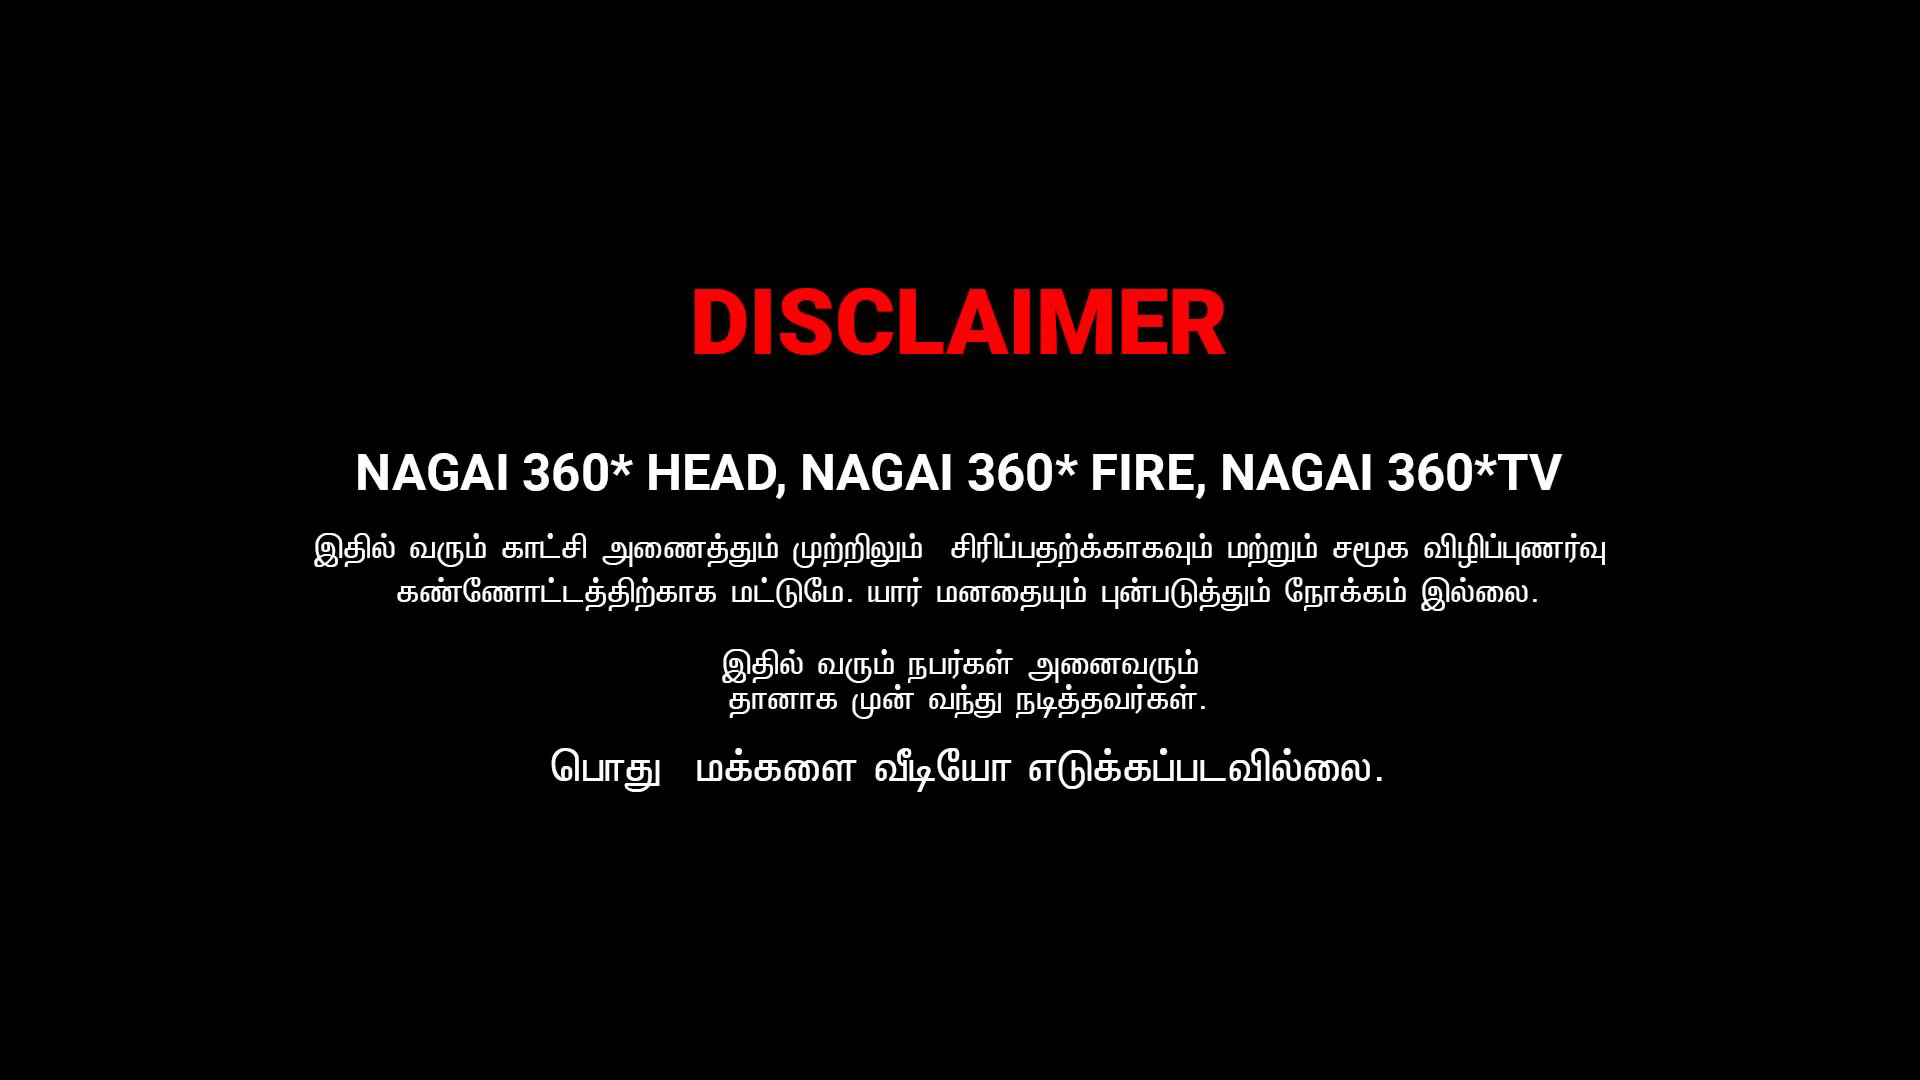 DISCLAIMER
NAGAI 360* HEAD, NAGAI 360* FIRE, NAGAI 360*TV
இதில் வரும் காட்சி அணைத்தும் முற்றிலும் சிரிப்பதற்க்காகவும் மற்றும் சமூக விழிப்புணர்வு
கண்ணோட்டத்திற்காக மட்டுமே. யார் மனதையும் புன்படுத்தும் நோக்கம் இல்லை.
இதில் வரும் நபர்கள் அனைவரும்
தானாக முன் வந்து நடித்தவர்கள்.
பொது மக்களை வீடியோ எடுக்கப்படவில்லை.